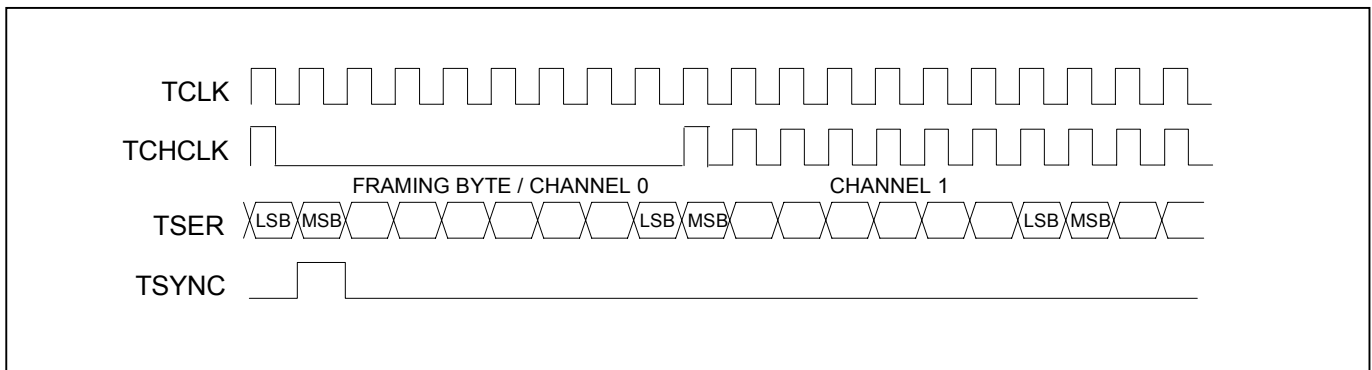 TCLK
TCHCLK
FRAMING BYTE / CHANNEL 0 CHANNEL 1
TSER LSB MSB LSB MSB LSB MSB
TSYNC